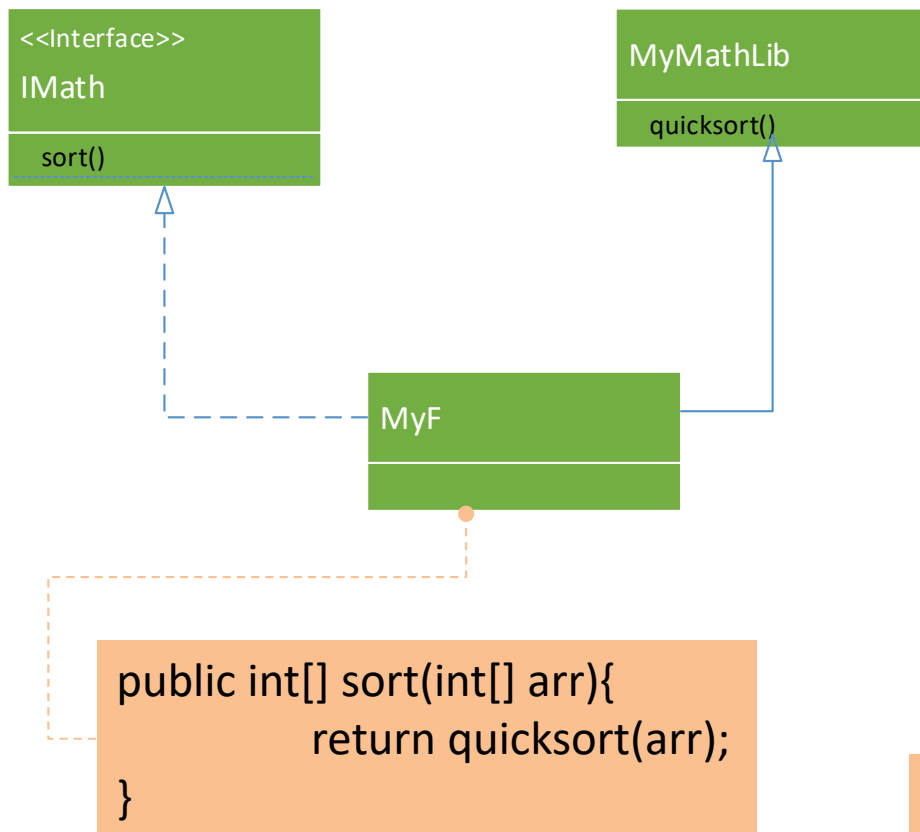 <<Interface>>
IMath
sort()
MyMathLib
quicksort()
MyF
public int[] sort(int[] arr){
return quicksort(arr);
}